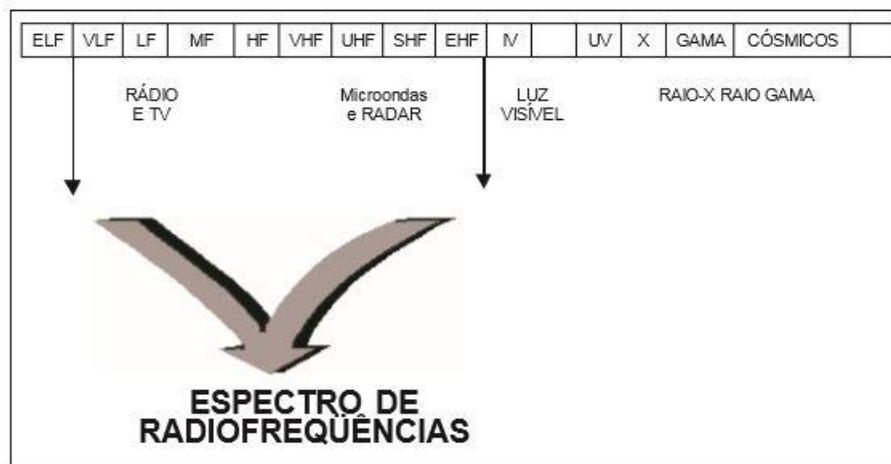 ELF VLF LF MF HF VHF UHF SHF EHF IV UV X GAMA CÓSMICOS
RÁDIO
E TV
Microondas
e RADAR
LUZ
VISÍVEL
RAIO-X RAIO GAMA
ESPECTRO DE
RADIOFREQÜÊNCIAS